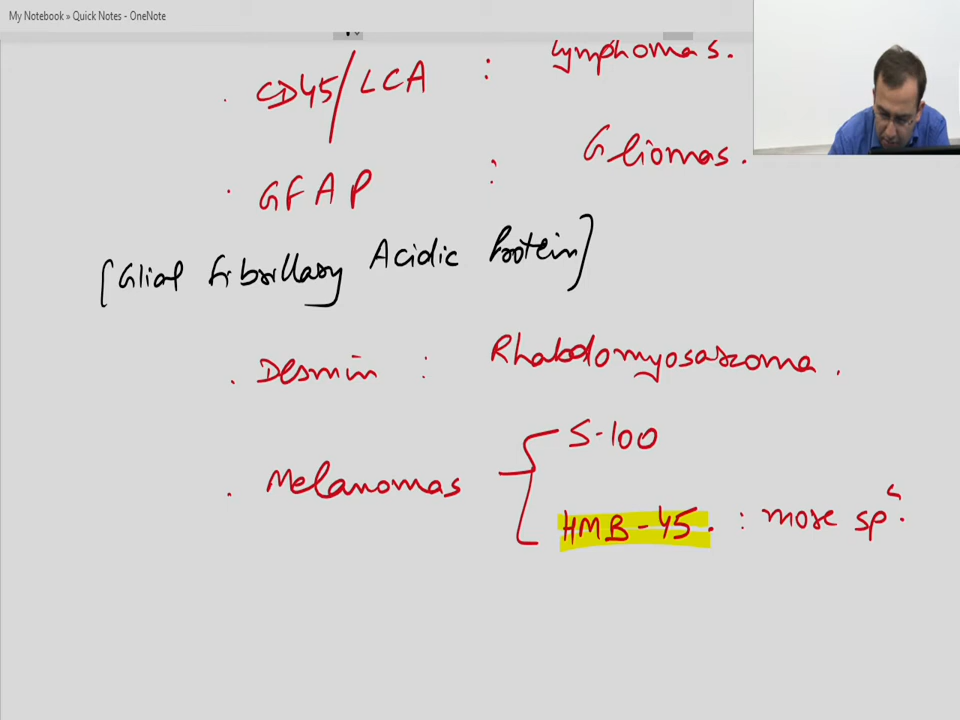 My Notebook » Quick Notes - OneNote
CD45/LCA : Lymphomas.
. GFAP : Gliomas.
[Glial Fibrillary Acidic Protein]
. Desmin : Rhabdomyosarcoma.
. Melanomas S-100
HMB-45. : more spc.